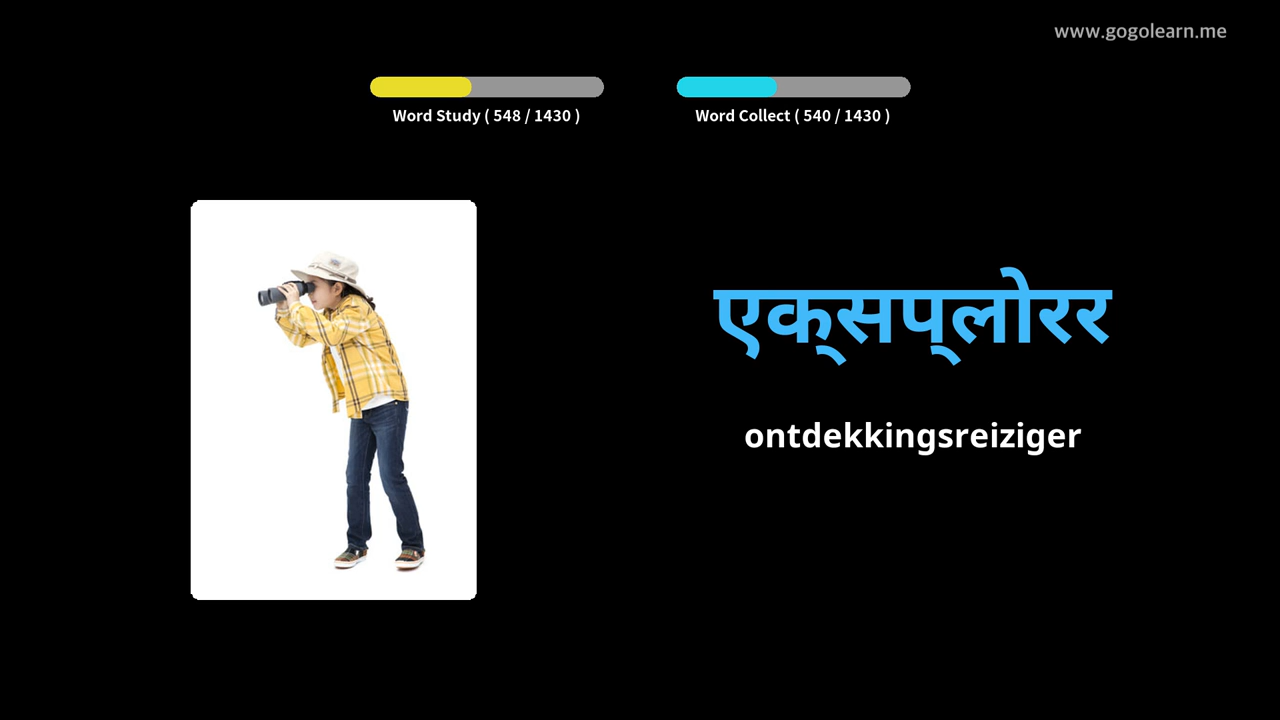 www.gogolearn.me
Word Study ( 548 / 1430 )
Word Collect ( 540 / 1430 )
एक्सप्लोरर
ontdekkingsreiziger